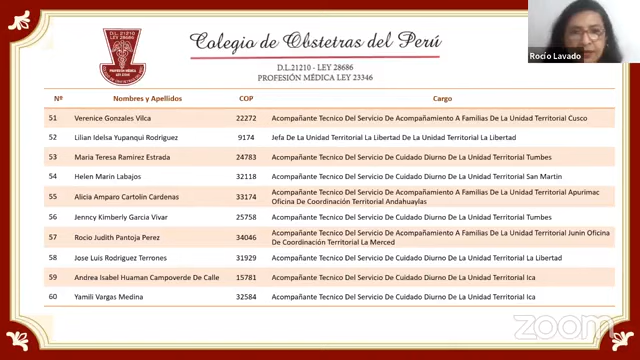 D.L. 21210
LEY 28686
Colegio de Obstetras del Perú
D.L.21210 - LEY 28686
PROFESIÓN MÉDICA LEY 23346
Rocío Lavado
Nº Nombres y Apellidos COP Cargo
51 Verenice Gonzales Vilca 22272 Acompañante Tecnico Del Servicio De Acompañamiento A Familias De La Unidad Territorial Cusco
52 Lilian Idelsa Yupanqui Rodriguez 9174 Jefa De La Unidad Territorial La Libertad De La Unidad Territorial La Libertad
53 Maria Teresa Ramirez Estrada 24783 Acompañante Tecnico Del Servicio De Cuidado Diurno De La Unidad Territorial Tumbes
54 Helen Marin Labajos 32118 Acompañante Tecnico Del Servicio De Cuidado Diurno De La Unidad Territorial San Martin
55 Alicia Amparo Cartolin Cardenas 33174 Acompañante Tecnico Del Servicio De Acompañamiento A Familias De La Unidad Territorial Apurimac
Oficina De Coordinación Territorial Andahuaylas
56 Jenncy Kimberly Garcia Vivar 25758 Acompañante Tecnico Del Servicio De Cuidado Diurno De La Unidad Territorial Tumbes
57 Rocio Judith Pantoja Perez 34046 Acompañante Tecnico Del Servicio De Acompañamiento A Familias De La Unidad Territorial Junin Oficina
De Coordinación Territorial La Merced
58 Jose Luis Rodriguez Terrones 31929 Acompañante Tecnico Del Servicio De Cuidado Diurno De La Unidad Territorial La Libertad
59 Andrea Isabel Huaman Campoverde De Calle 15781 Acompañante Tecnico Del Servicio De Cuidado Diurno De La Unidad Territorial Ica
60 Yamili Vargas Medina 32584 Acompañante Tecnico Del Servicio De Cuidado Diurno De La Unidad Territorial Ica
zoom